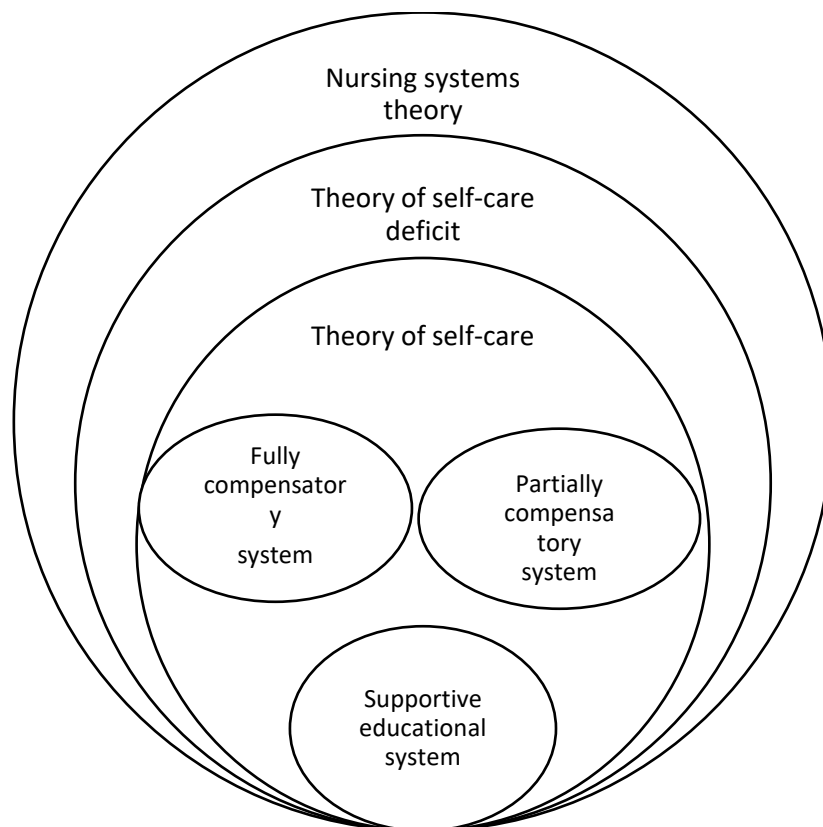 Nursing systems
theory
Theory of self-care
deficit
Theory of self-care
Fully
compensator
y
system
Partially
compensa
tory
system
Supportive
educational
system